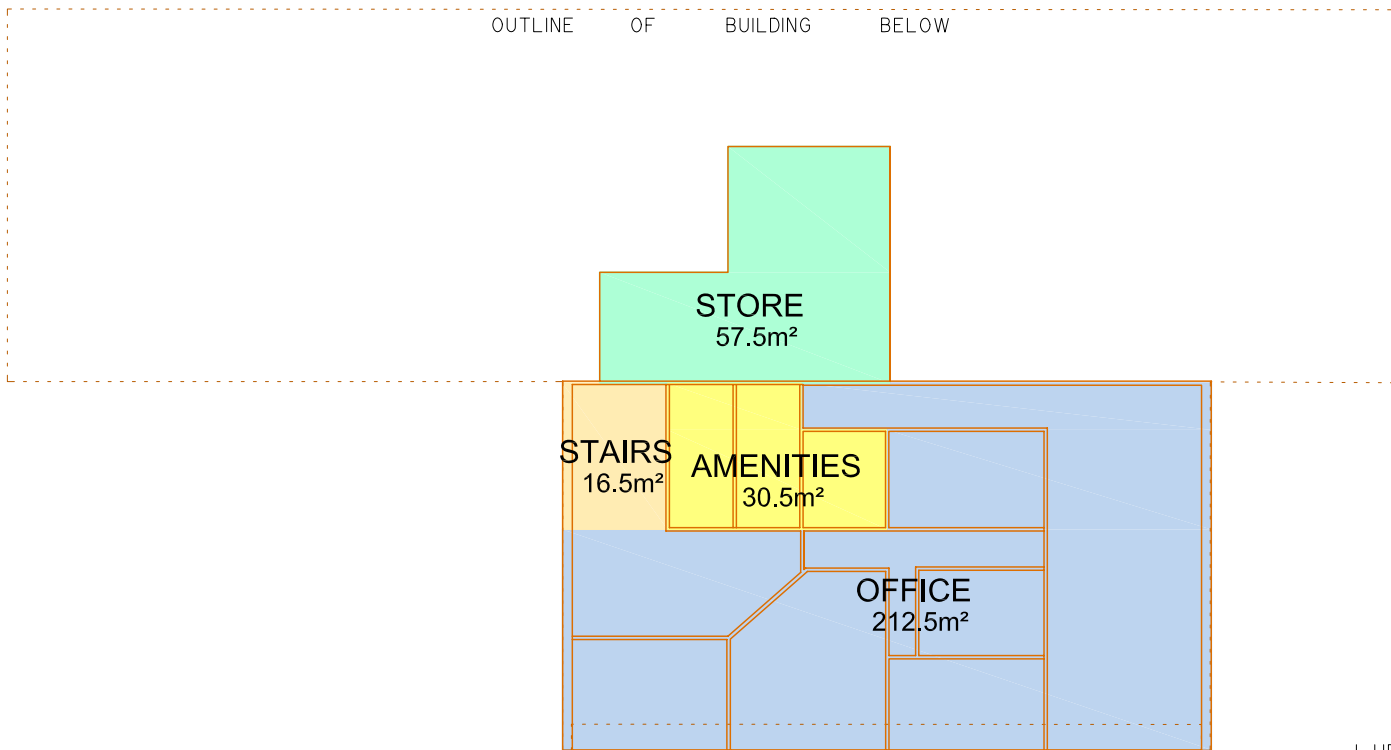 OUTLINE OF BUILDING BELOW
STORE
57.5m²
STAIRS
16.5m²
AMENITIES
30.5m²
OFFICE
212.5m²